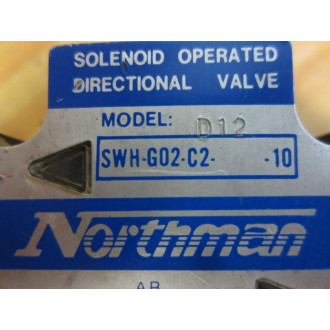 SOLENOID OPERATED
DIRECTIONAL VALVE
MODEL: D12
SWH-G02-C2- -10
Northman
AB